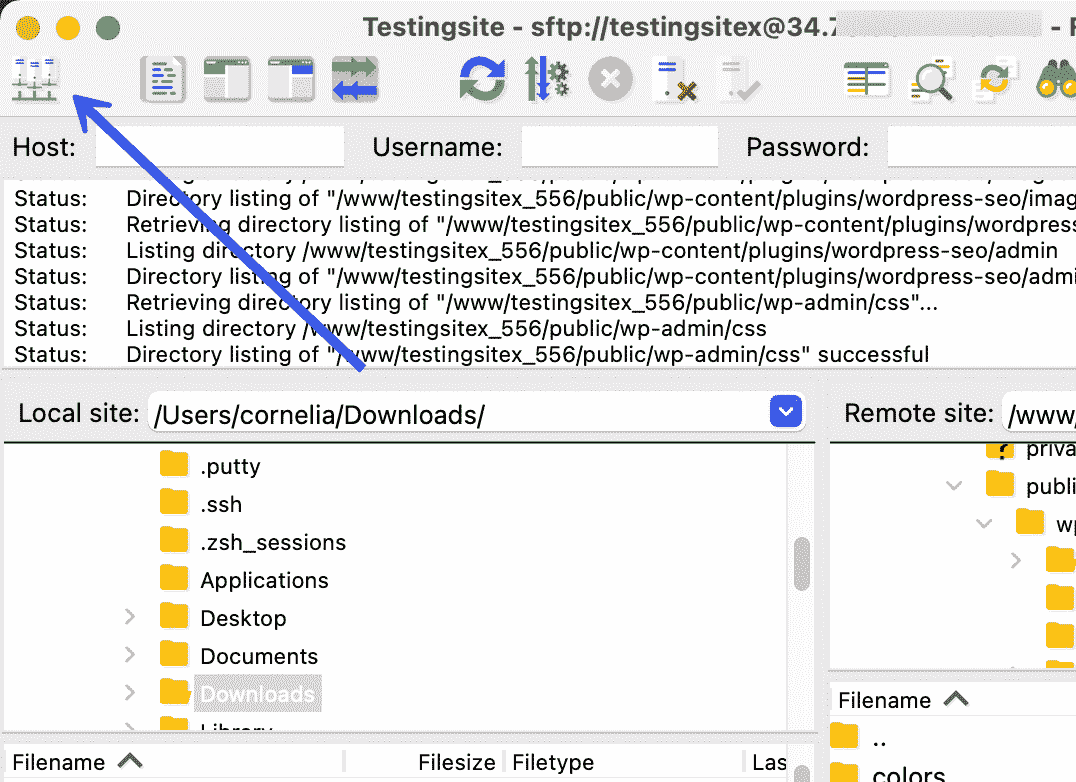 Testingsite - sftp://testingsitex@34.7 - F
Host: Username: Password:
Status: Directory listing of "/www/testingsitex_556/public/wp-content/plugins/wordpress-seo/imag
Status: Retrieving directory listing of "/www/testingsitex_556/public/wp-content/plugins/wordpress
Status: Listing directory /www/testingsitex_556/public/wp-content/plugins/wordpress-seo/admin
Status: Directory listing of "/www/testingsitex_556/public/wp-content/plugins/wordpress-seo/admi
Status: Retrieving directory listing of "/www/testingsitex_556/public/wp-admin/css"...
Status: Listing directory /www/testingsitex_556/public/wp-admin/css
Status: Directory listing of "/www/testingsitex_556/public/wp-admin/css" successful
Local site: /Users/cornelia/Downloads/
.putty
.ssh
.zsh_sessions
Applications
Desktop
Documents
Downloads
Library
Filename Filesize Filetype Las
Remote site: /www/
priva
publi
wp
Filename
..
colors